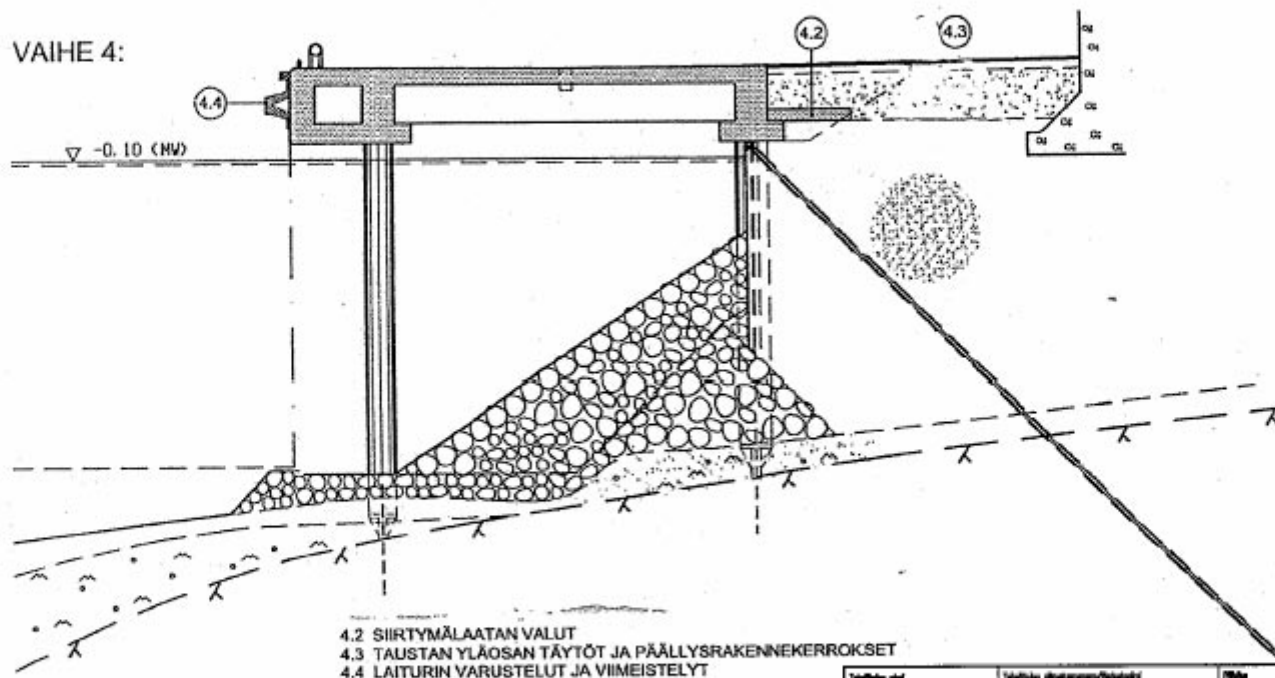 VAIHE 4:
4.2
4.3
4.4
-0.10 (MW)
4.2 SIIRTYMÄLAATAN VALUT
4.3 TAUSTAN YLÄOSAN TÄYTÖT JA PÄÄLLYSRAKENNEKERROKSET
4.4 LAITURIN VARUSTELUT JA VIIMEISTELYT